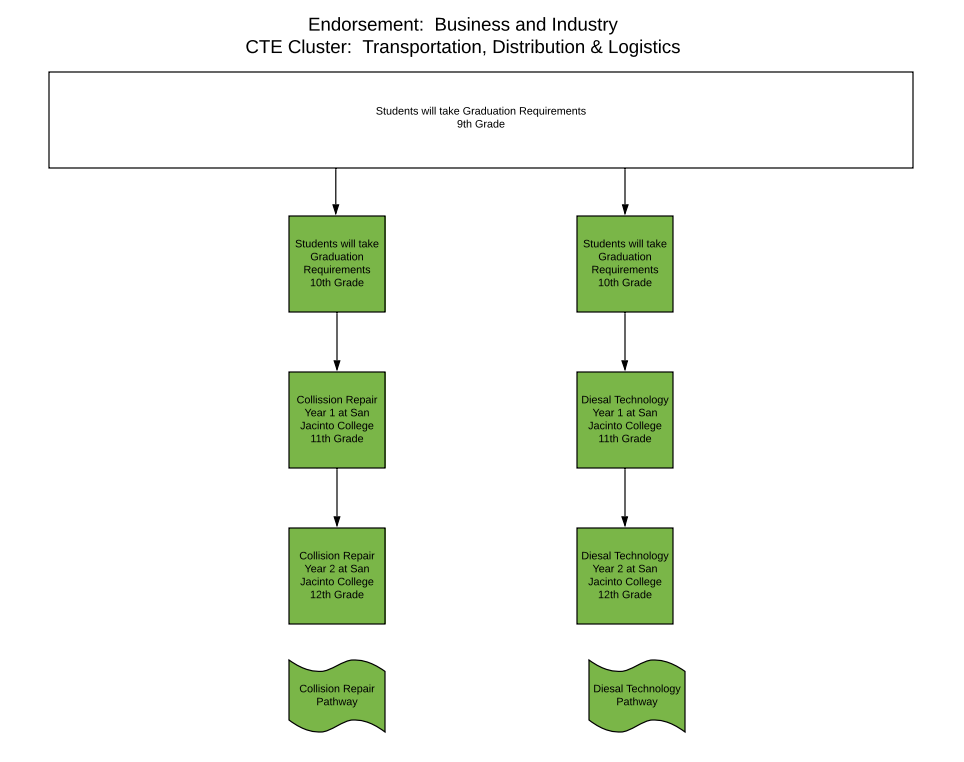 Endorsement:  Business and Industry
CTE Cluster:  Transportation, Distribution & Logistics
Students will take Graduation Requirements
9th Grade
Students will take
Graduation
Requirements
10th Grade
Students will take
Graduation
Requirements
10th Grade
Collission Repair
Year 1 at San
Jacinto College
11th Grade
Diesal Technology
Year 1 at San
Jacinto College
11th Grade
Collision Repair
Year 2 at San
Jacinto College
12th Grade
Diesal Technology
Year 2 at San
Jacinto College
12th Grade
Collision Repair
Pathway
Diesal Technology
Pathway